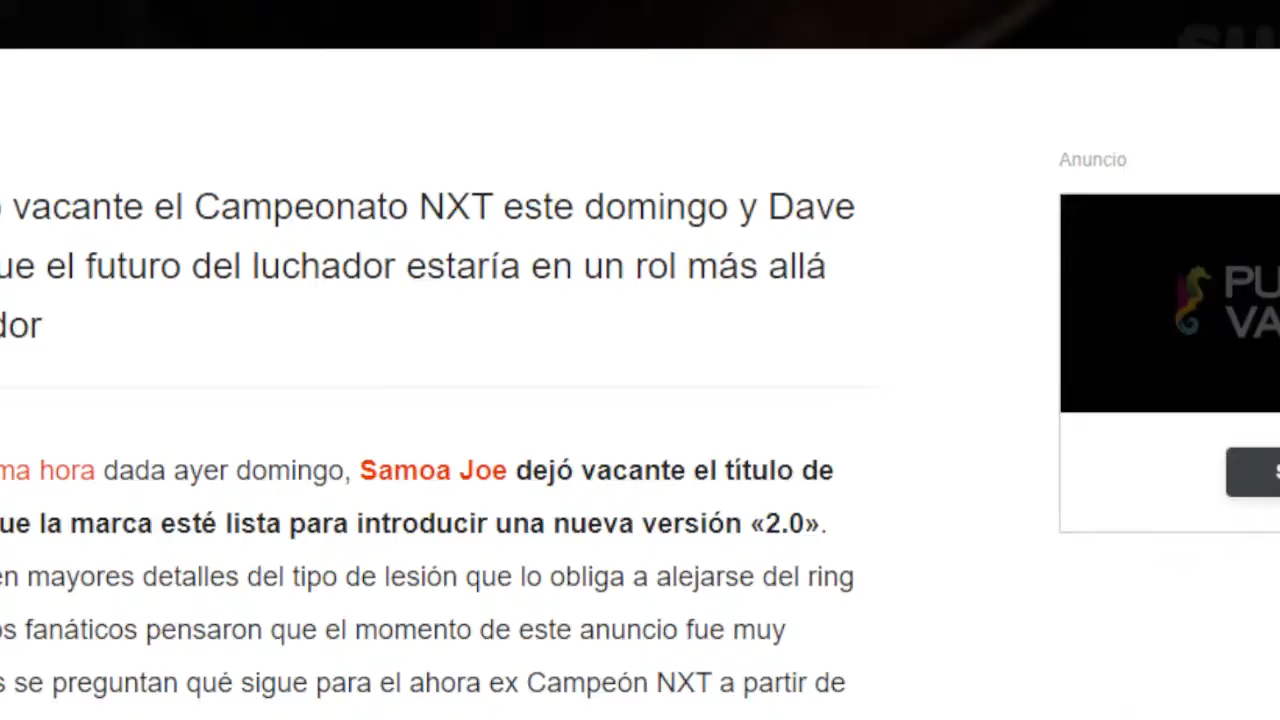 vacante el Campeonato NXT este domingo y Dave
ue el futuro del luchador estaría en un rol más allá
dor
ma hora dada ayer domingo, Samoa Joe dejó vacante el título de
ue la marca esté lista para introducir una nueva versión «2.0».
en mayores detalles del tipo de lesión que lo obliga a alejarse del ring
os fanáticos pensaron que el momento de este anuncio fue muy
s se preguntan qué sigue para el ahora ex Campeón NXT a partir de
Anuncio
PU
VA